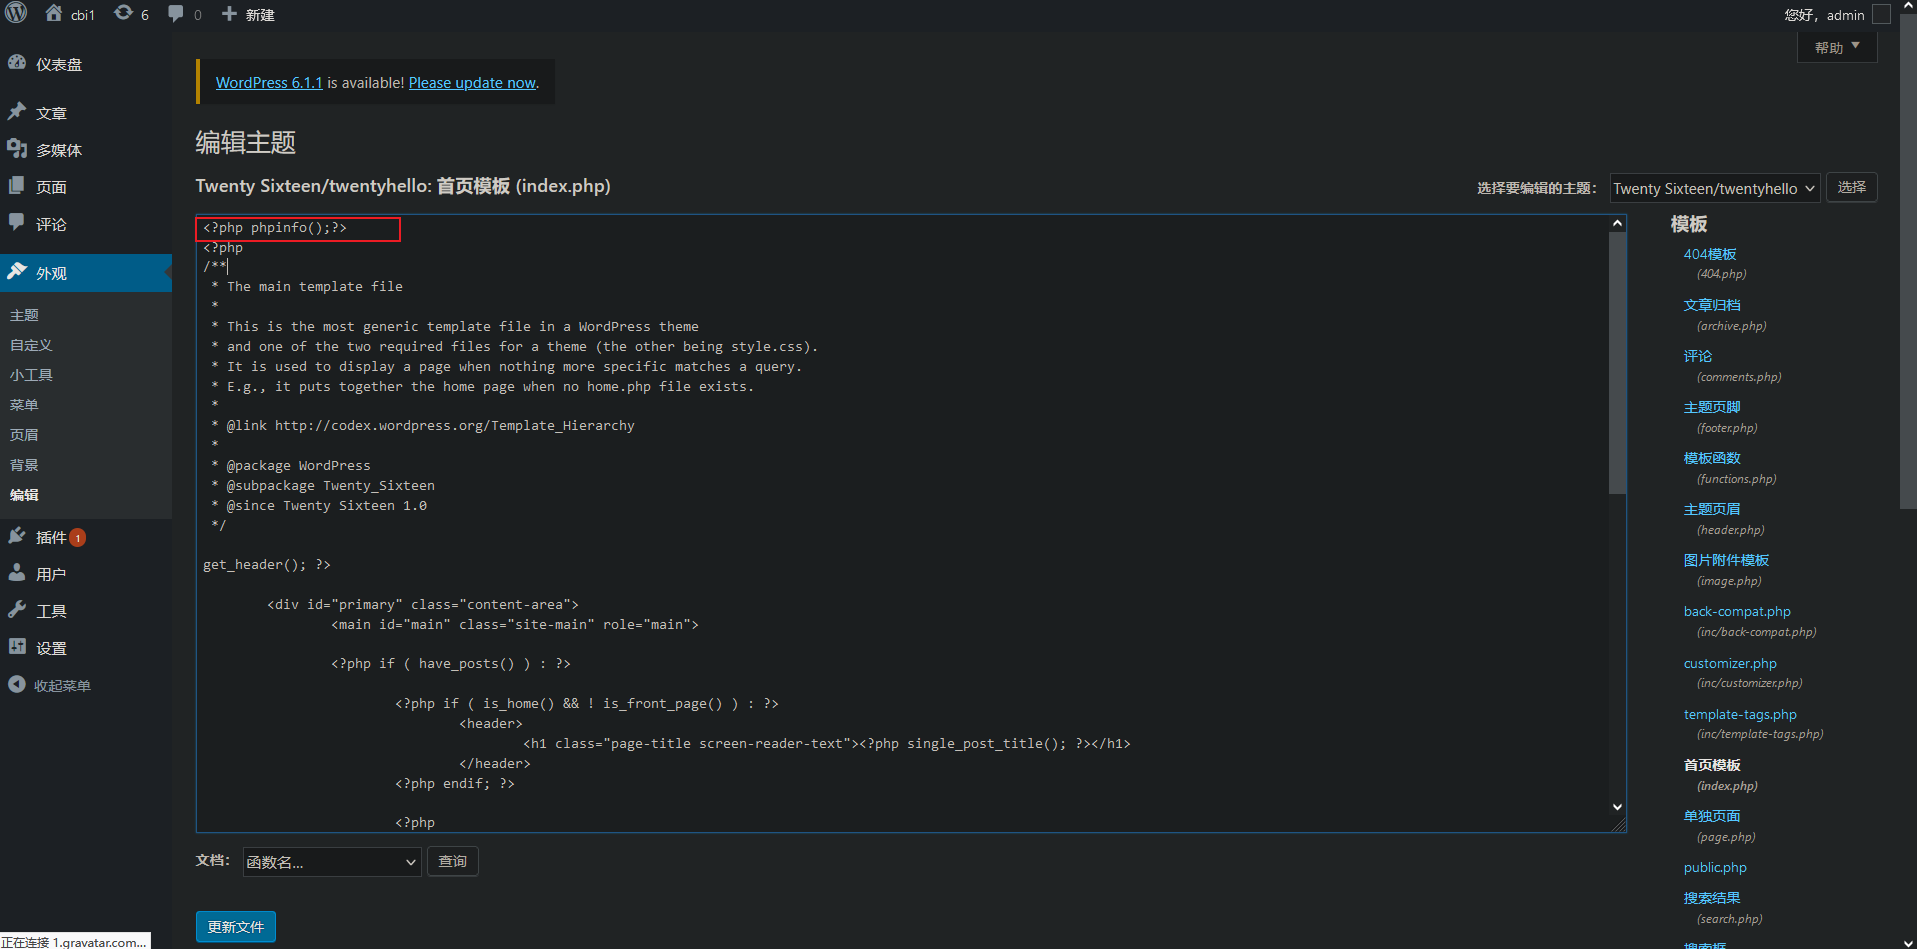 cbi1
6
0
新建
您好，admin
帮助
仪表盘
文章
多媒体
页面
评论
外观
主题
自定义
小工具
菜单
页眉
背景
编辑
插件 1
用户
工具
设置
收起菜单
WordPress 6.1.1 is available! Please update now.
编辑主题
Twenty Sixteen/twentyhello: 首页模板 (index.php)
选择要编辑的主题：
Twenty Sixteen/twentyhello
选择
<?php phpinfo();?>
<?php
/**
 * The main template file
 *
 * This is the most generic template file in a WordPress theme
 * and one of the two required files for a theme (the other being style.css).
 * It is used to display a page when nothing more specific matches a query.
 * E.g., it puts together the home page when no home.php file exists.
 *
 * @link http://codex.wordpress.org/Template_Hierarchy
 *
 * @package WordPress
 * @subpackage Twenty_Sixteen
 * @since Twenty Sixteen 1.0
 */
get_header(); ?>
<div id="primary" class="content-area">
<main id="main" class="site-main" role="main">
<?php if ( have_posts() ) : ?>
<?php if ( is_home() && ! is_front_page() ) : ?>
<header>
<h1 class="page-title screen-reader-text"><?php single_post_title(); ?></h1>
</header>
<?php endif; ?>
<?php
模板
404模板
(404.php)
文章归档
(archive.php)
评论
(comments.php)
主题页脚
(footer.php)
模板函数
(functions.php)
主题页眉
(header.php)
图片附件模板
(image.php)
back-compat.php
(inc/back-compat.php)
customizer.php
(inc/customizer.php)
template-tags.php
(inc/template-tags.php)
首页模板
(index.php)
单独页面
(page.php)
public.php
搜索结果
(search.php)
搜索框
文档：
函数名...
查询
更新文件
正在连接 1.gravatar.com...